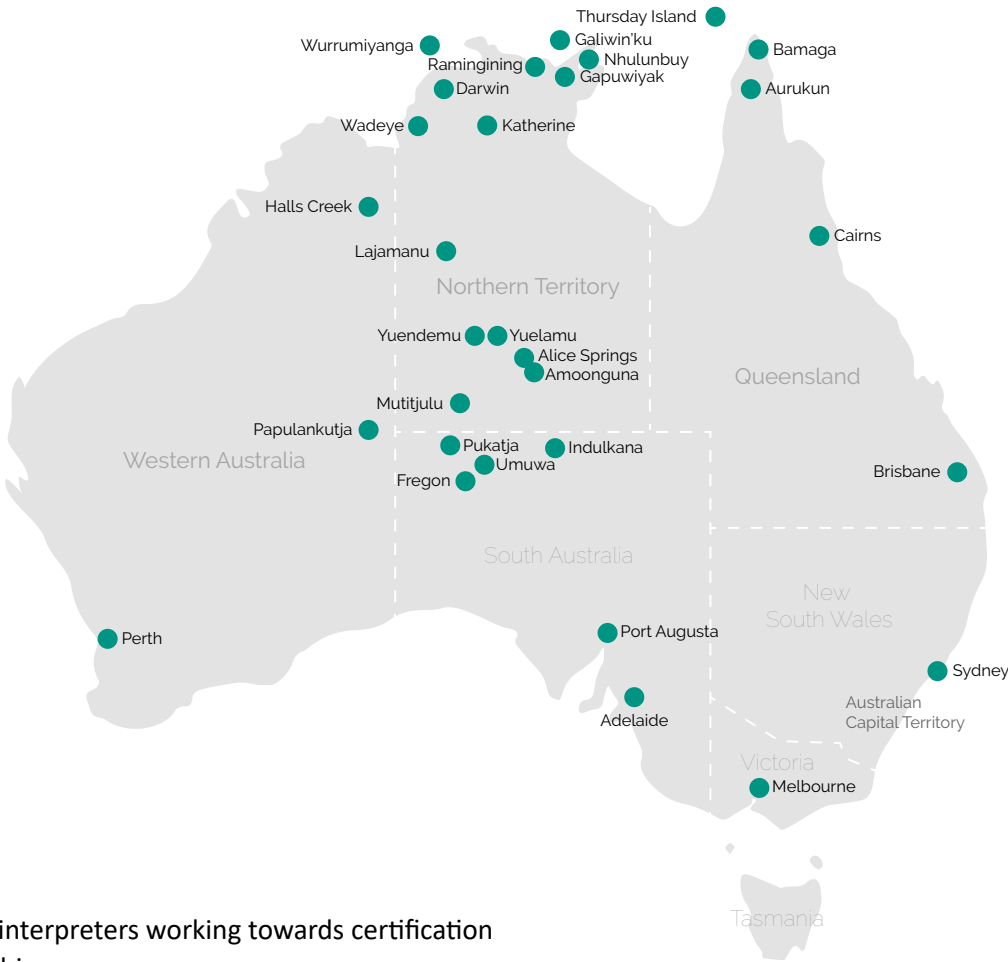 Thursday Island
Wurrumiyanga
Galiwin'ku
Bamaga
Nhulunbuy
Ramingining
Gapuwiyak
Darwin
Aurukun
Wadeye
Katherine
Halls Creek
Cairns
Lajamanu
Northern Territory
Yuendemu
Yuelamu
Alice Springs
Amoonguna
Queensland
Mutitjulu
Papulankutja
Pukatja
Indulkana
Western Australia
Umuwa
Brisbane
Fregon
South Australia
New
South Wales
Perth
Port Augusta
Sydney
Australian
Capital Territory
Adelaide
Victoria
Melbourne
Tasmania
interpreters working towards certification